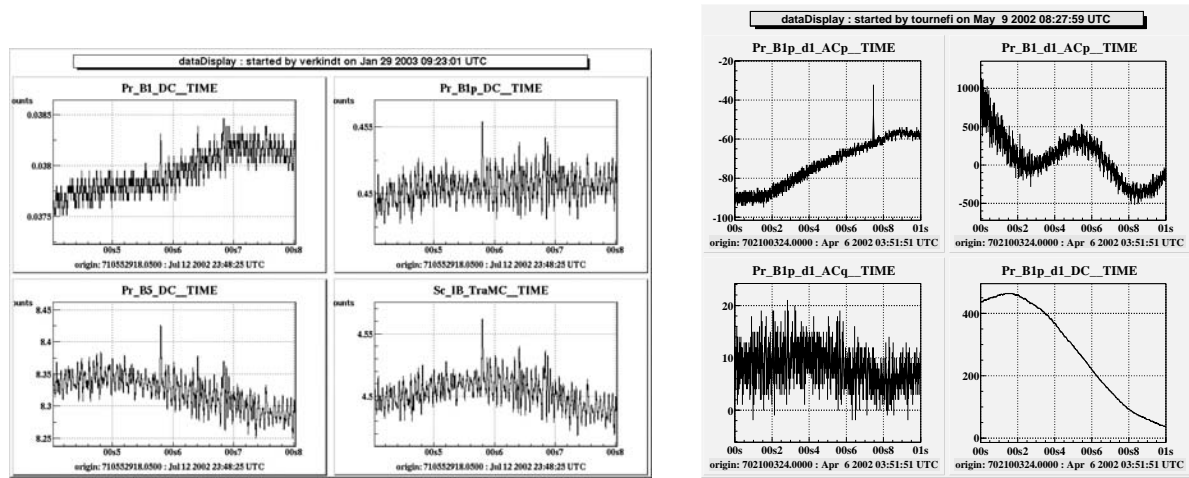 dataDisplay : started by verkindt on Jan 29 2003 09:23:01 UTC
Pr_B1_DC__TIME
ounts
0.0385
0.038
0.0375
00s5 00s6 00s7 00s8
origin: 710552918.0500 : Jul 12 2002 23:48:25 UTC
Pr_B1p_DC__TIME
ounts
0.455
0.45
00s5 00s6 00s7 00s8
origin: 710552918.0500 : Jul 12 2002 23:48:25 UTC
Pr_B5_DC__TIME
ounts
8.45
8.4
8.35
8.3
8.25
00s5 00s6 00s7 00s8
origin: 710552918.0500 : Jul 12 2002 23:48:25 UTC
Sc_IB_TraMC__TIME
ounts
4.55
4.5
00s5 00s6 00s7 00s8
origin: 710552918.0500 : Jul 12 2002 23:48:25 UTC
dataDisplay : started by tournefi on May 9 2002 08:27:59 UTC
Pr_B1p_d1_ACp__TIME
-20
-40
-60
-80
-100
00s 00s2 00s4 00s6 00s8 01s
origin: 702100324.0000 : Apr 6 2002 03:51:51 UTC
Pr_B1_d1_ACp__TIME
1000
500
0
-500
00s 00s2 00s4 00s6 00s8 01s
origin: 702100324.0000 : Apr 6 2002 03:51:51 UTC
Pr_B1p_d1_ACq__TIME
20
10
0
00s 00s2 00s4 00s6 00s8 01s
origin: 702100324.0000 : Apr 6 2002 03:51:51 UTC
Pr_B1p_d1_DC__TIME
400
200
0
00s 00s2 00s4 00s6 00s8 01s
origin: 702100324.0000 : Apr 6 2002 03:51:51 UTC